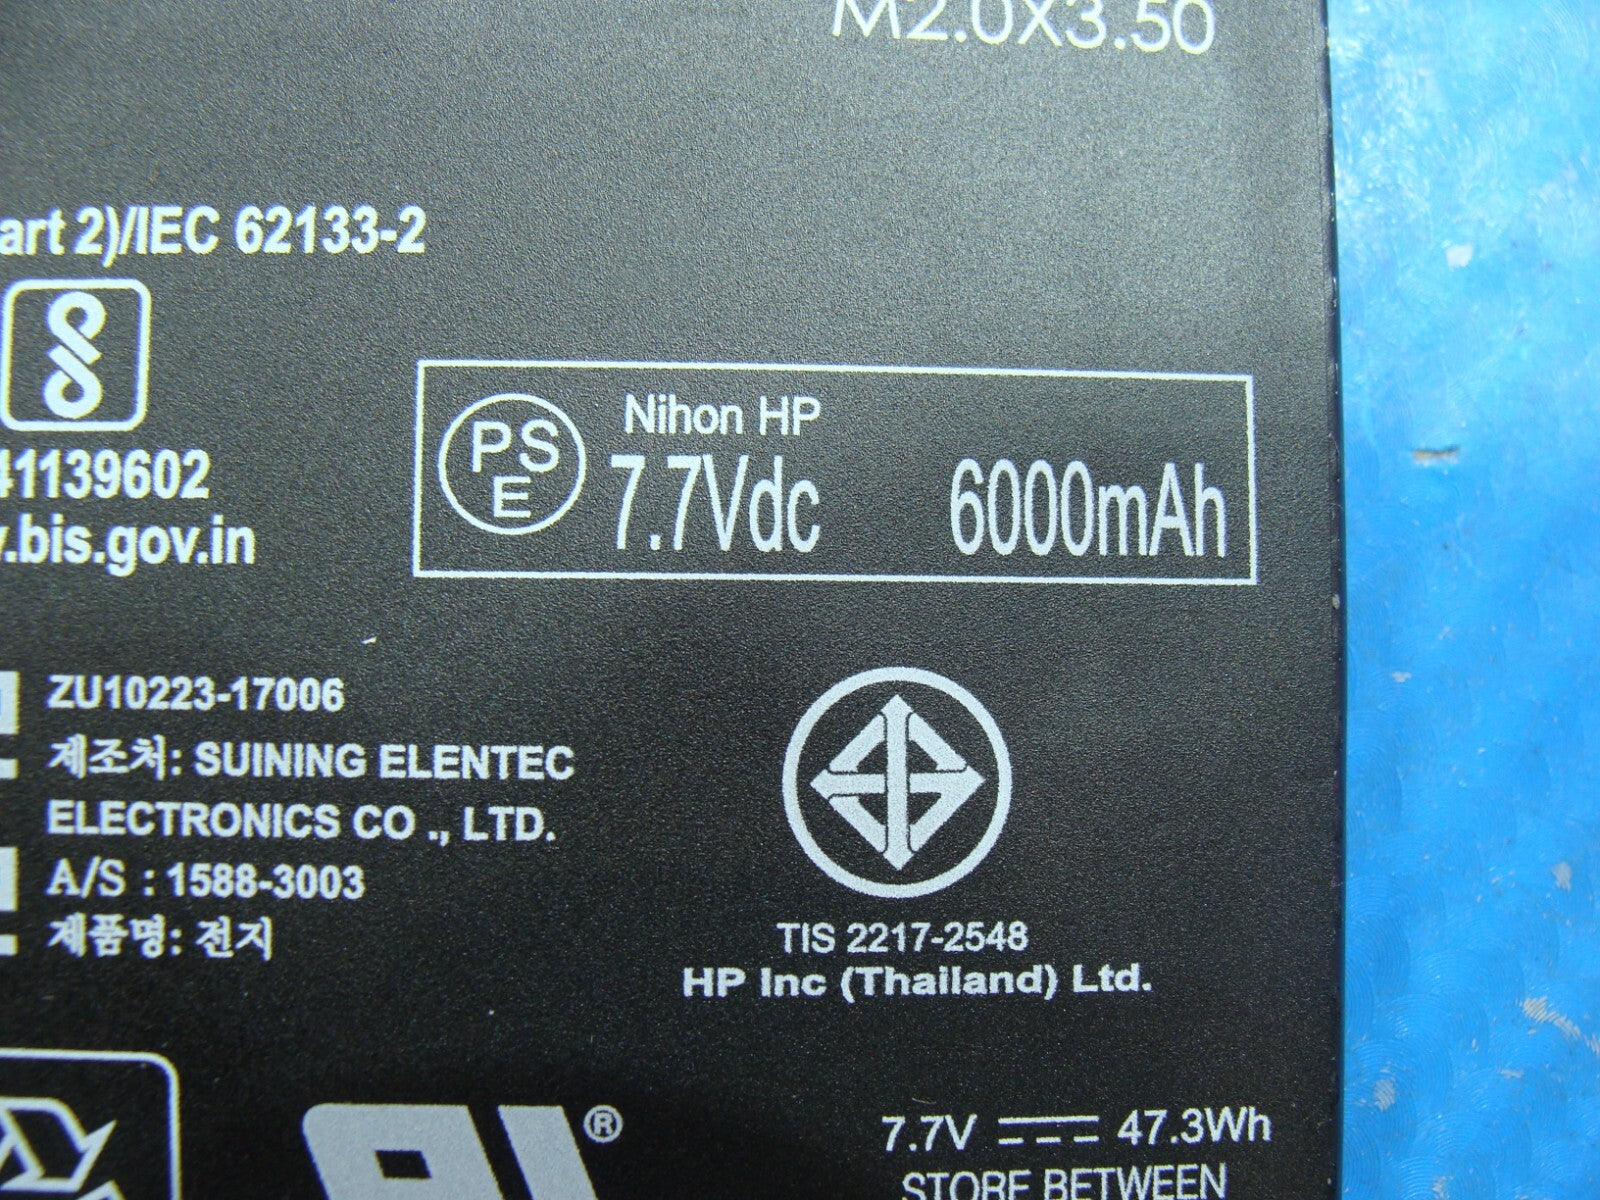 M2.0X3.50
art 2)/IEC 62133-2
41139602
.bis.gov.in
PS
E
Nihon HP
7.7Vdc 6000mAh
ZU10223-17006
제조처: SUINING ELENTEC
ELECTRONICS CO ., LTD.
A/S : 1588-3003
제품명: 전지
TIS 2217-2548
HP Inc (Thailand) Ltd.
®
7.7V ⎓ 47.3Wh
STORE BETWEEN